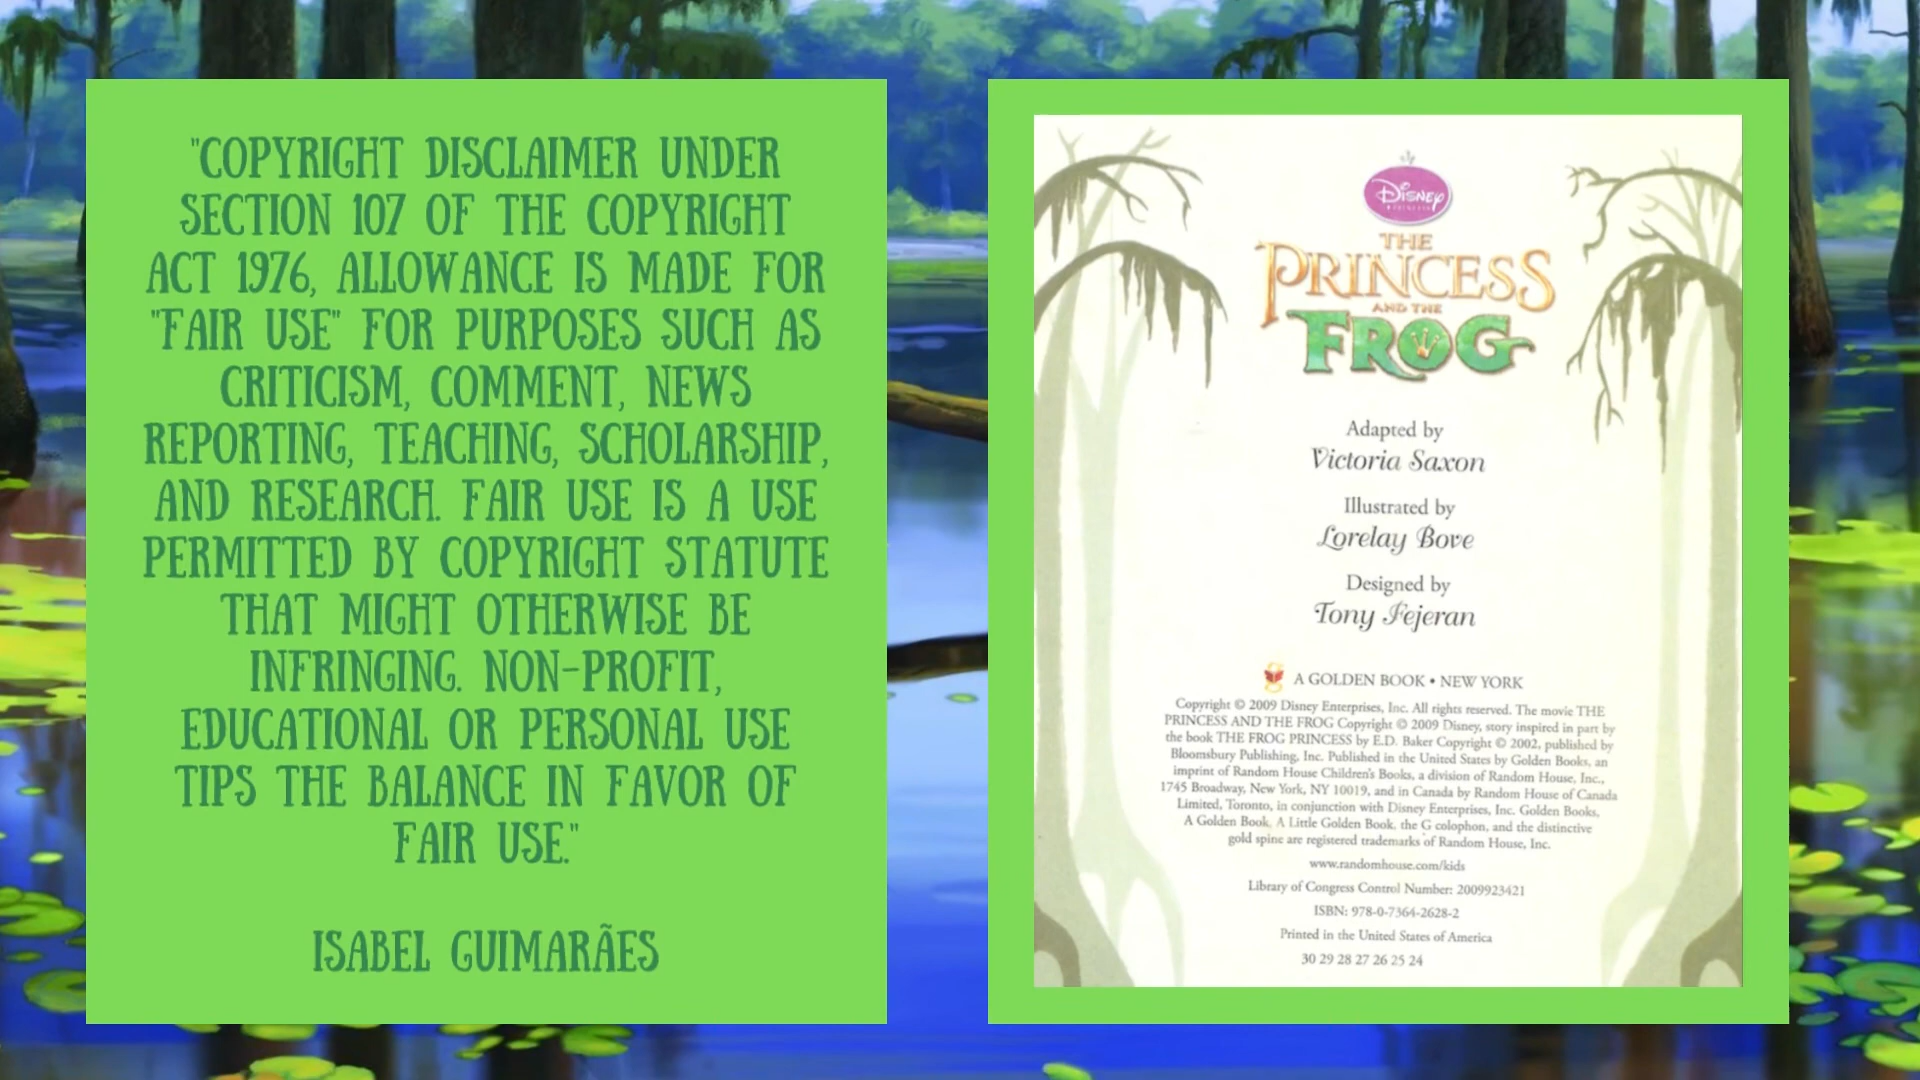 "COPYRIGHT DISCLAIMER UNDER
SECTION 107 OF THE COPYRIGHT
ACT 1976, ALLOWANCE IS MADE FOR
"FAIR USE" FOR PURPOSES SUCH AS
CRITICISM, COMMENT, NEWS
REPORTING, TEACHING, SCHOLARSHIP,
AND RESEARCH. FAIR USE IS A USE
PERMITTED BY COPYRIGHT STATUTE
THAT MIGHT OTHERWISE BE
INFRINGING. NON-PROFIT,
EDUCATIONAL OR PERSONAL USE
TIPS THE BALANCE IN FAVOR OF
FAIR USE."
ISABEL GUIMARÃES
DISNEY
PRINCESS
THE
PRINCESS
AND THE
FROG
Adapted by
Victoria Saxon
Illustrated by
Lorelay Bove
Designed by
Tony Fejeran
A GOLDEN BOOK • NEW YORK
Copyright © 2009 Disney Enterprises, Inc. All rights reserved. The movie THE
PRINCESS AND THE FROG Copyright © 2009 Disney, story inspired in part by
the book THE FROG PRINCESS by E.D. Baker Copyright © 2002, published by
Bloomsbury Publishing, Inc. Published in the United States by Golden Books, an
imprint of Random House Children's Books, a division of Random House, Inc.,
1745 Broadway, New York, NY 10019, and in Canada by Random House of Canada
Limited, Toronto, in conjunction with Disney Enterprises, Inc. Golden Books,
A Golden Book, A Little Golden Book, the G colophon, and the distinctive
gold spine are registered trademarks of Random House, Inc.
www.randomhouse.com/kids
Library of Congress Control Number: 2009923421
ISBN: 978-0-7364-2628-2
Printed in the United States of America
30 29 28 27 26 25 24